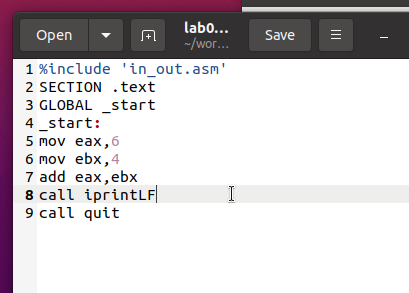 Open
lab0...
~/wor...
Save
1 %include 'in_out.asm'
2 SECTION .text
3 GLOBAL _start
4 _start:
5 mov eax,6
6 mov ebx,4
7 add eax,ebx
8 call iprintLF
9 call quit